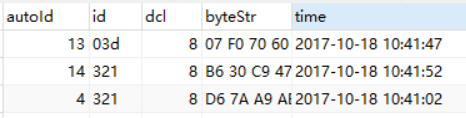 autoId id dcl byteStr time
13 03d 8 07 F0 70 60 2017-10-18 10:41:47
14 321 8 B6 30 C9 47 2017-10-18 10:41:52
4 321 8 D6 7A A9 AE 2017-10-18 10:41:02